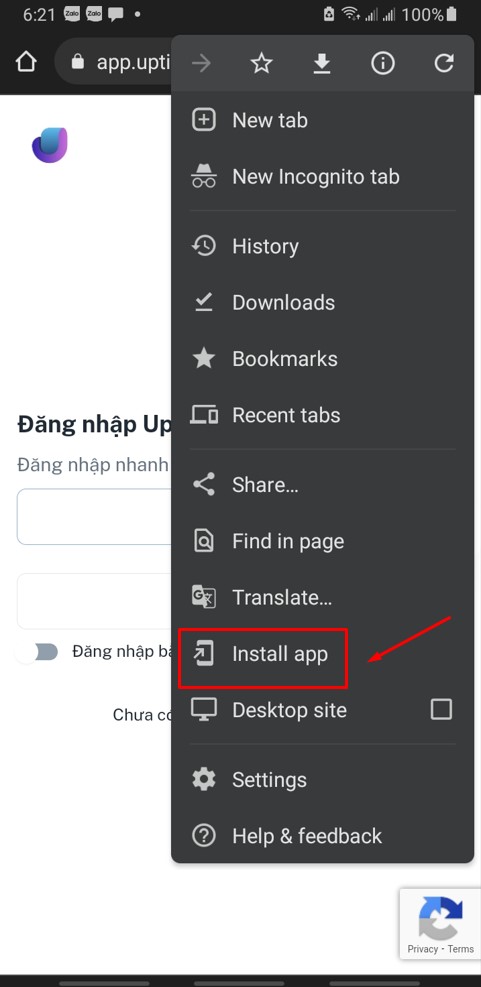 6:21 Zalo Zalo 100%
app.upti
New tab
New Incognito tab
History
Downloads
Bookmarks
Recent tabs
Đăng nhập Up
Đăng nhập nhanh
Share...
Find in page
Translate...
Install app
Đăng nhập bằ
Desktop site
Chưa có
Settings
Help & feedback
Privacy - Terms